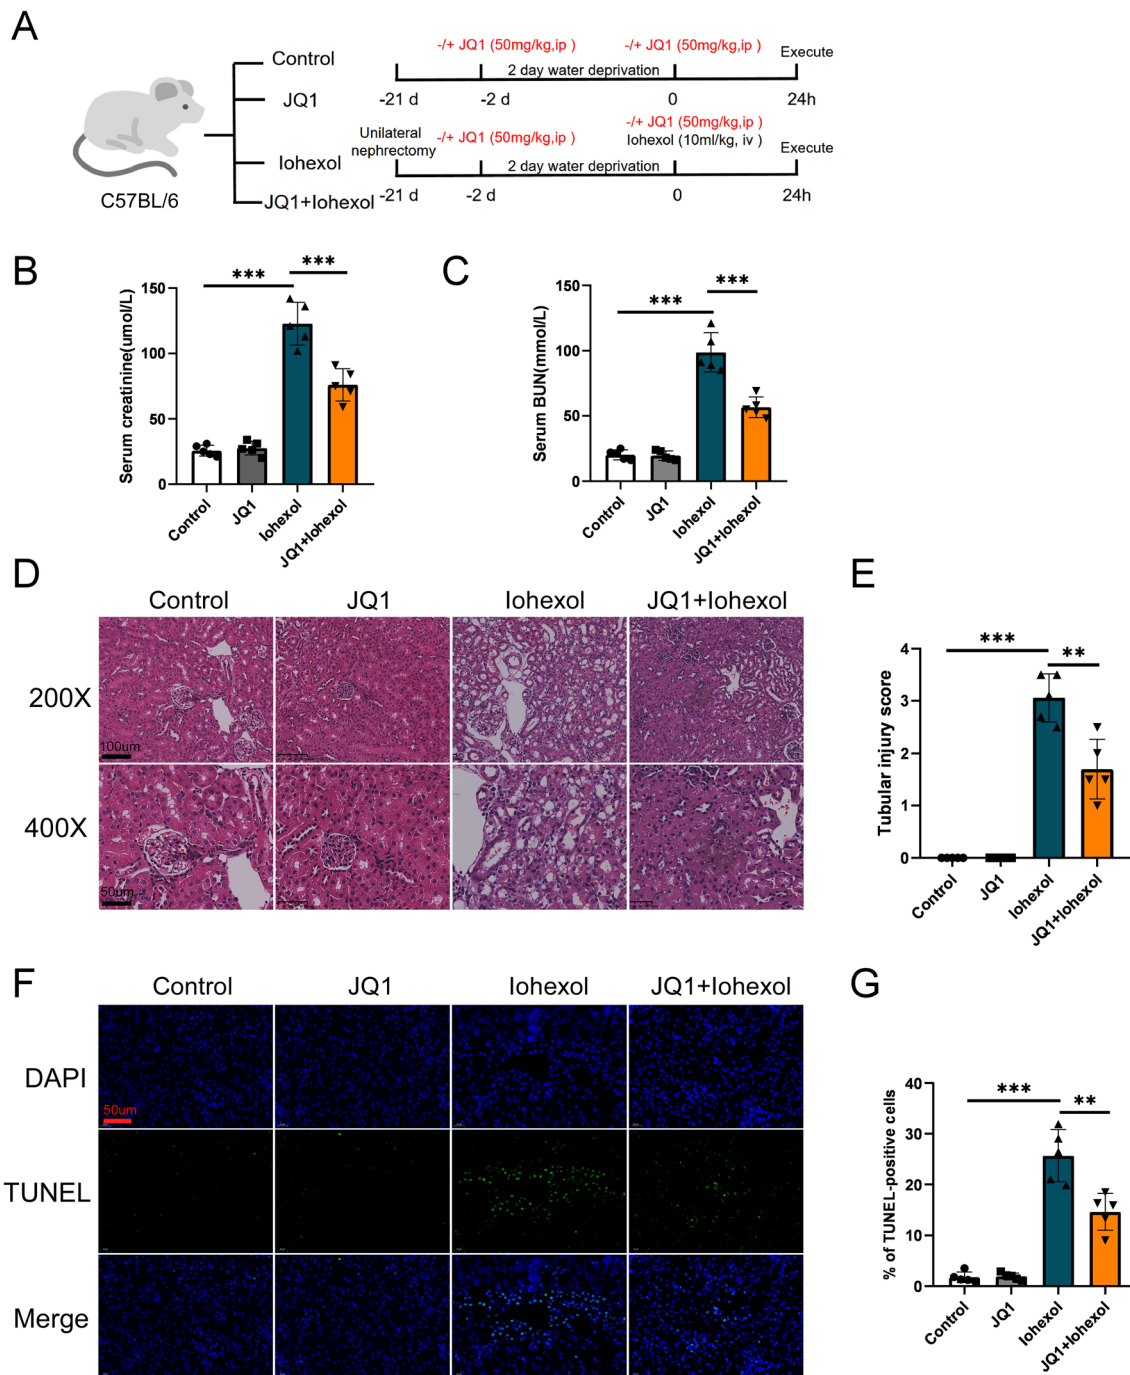 A
Control
JQ1
Iohexol
JQ1+Iohexol
C57BL/6
-/+ JQ1 (50mg/kg,ip )
-/+ JQ1 (50mg/kg,ip )
Execute
2 day water deprivation
-21 d
-2 d
0
24h
Unilateral
nephrectomy
-/+ JQ1 (50mg/kg,ip )
-/+ JQ1 (50mg/kg,ip )
Iohexol (10ml/kg, iv )
Execute
2 day water deprivation
-21 d
-2 d
0
24h
B
Serum creatinine(umol/L)
150
100
50
0
***
***
Control
JQ1
Iohexol
JQ1+Iohexol
C
Serum BUN(mmol/L)
150
100
50
0
***
***
Control
JQ1
Iohexol
JQ1+Iohexol
D
Control
JQ1
Iohexol
JQ1+Iohexol
200X
100um
400X
50um
E
Tubular injury score
4
3
2
1
0
***
**
Control
JQ1
Iohexol
JQ1+Iohexol
F
Control
JQ1
Iohexol
JQ1+Iohexol
DAPI
50um
TUNEL
Merge
G
% of TUNEL-positive cells
40
30
20
10
0
***
**
Control
JQ1
Iohexol
JQ1+Iohexol